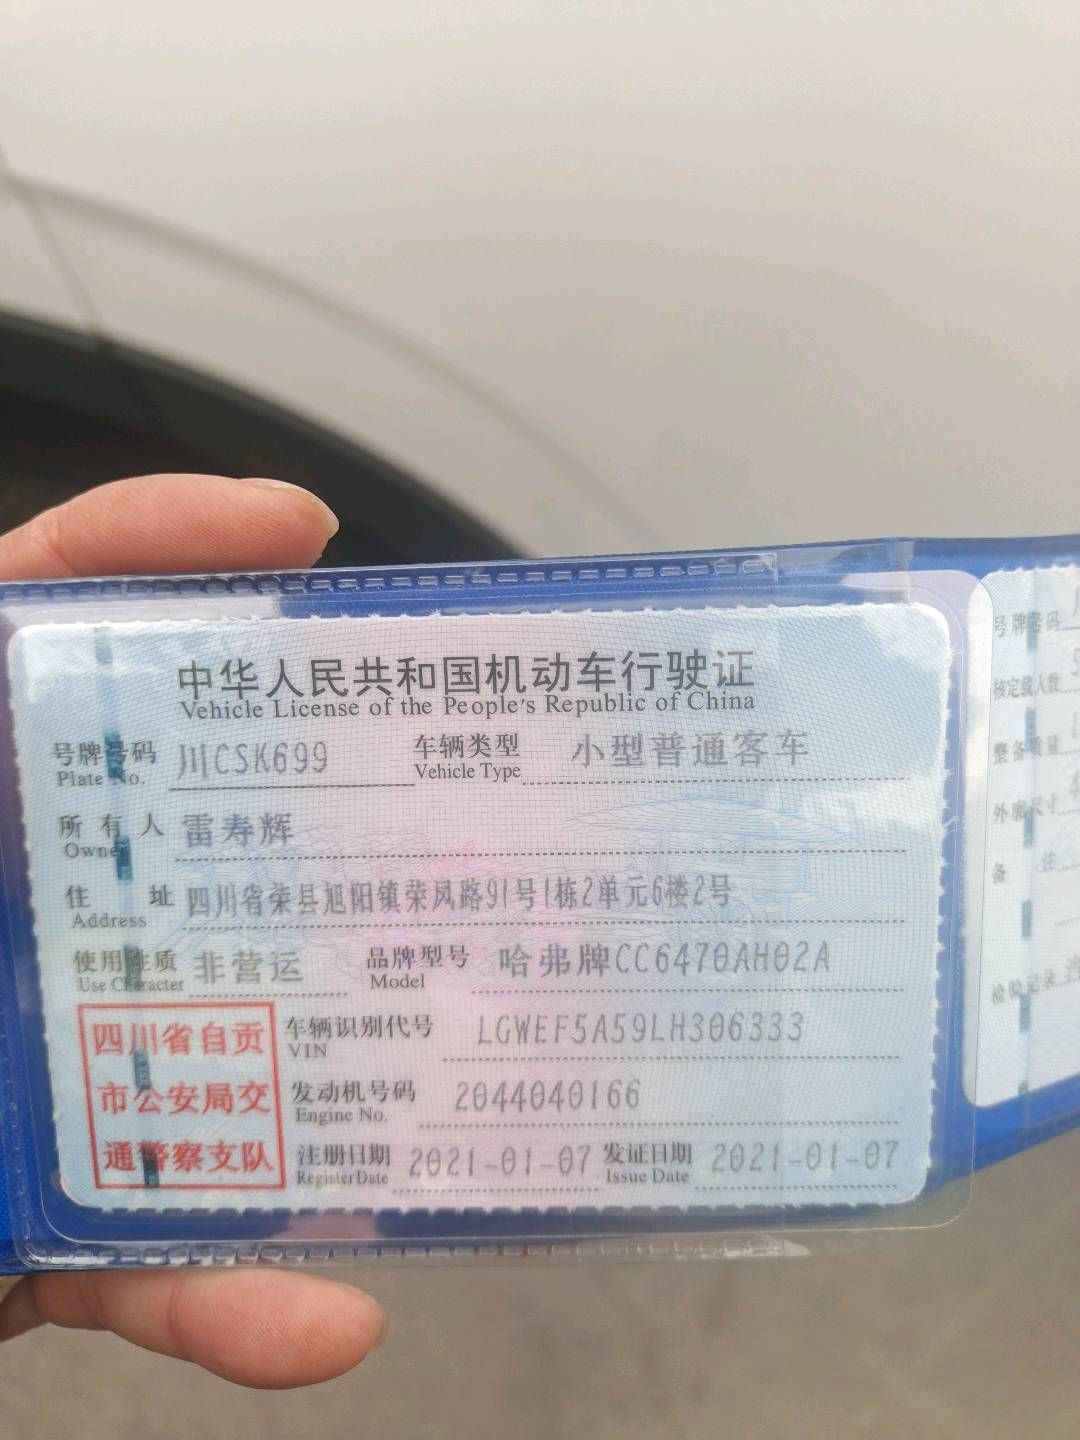 中华人民共和国机动车行驶证
Vehicle License of the People's Republic of China
号牌号码 川CSK699 车辆类型 小型普通客车
Plate No. Vehicle Type
所有人 雷寿辉
Owner
住址 四川省荣县旭阳镇荣凤路91号1栋2单元6楼2号
Address
使用性质 非营运 品牌型号 哈弗牌CC6470AH02A
Use Character Model
四川省自贡
市公安局交
通警察支队
车辆识别代号 LGWEF5A59LH306333
VIN
发动机号码 2044040166
Engine No.
注册日期 2021-01-07 发证日期 2021-01-07
Register Date Issue Date
号牌号码
核定载人数 5
整备质量
外廓尺寸
备注
检验记录